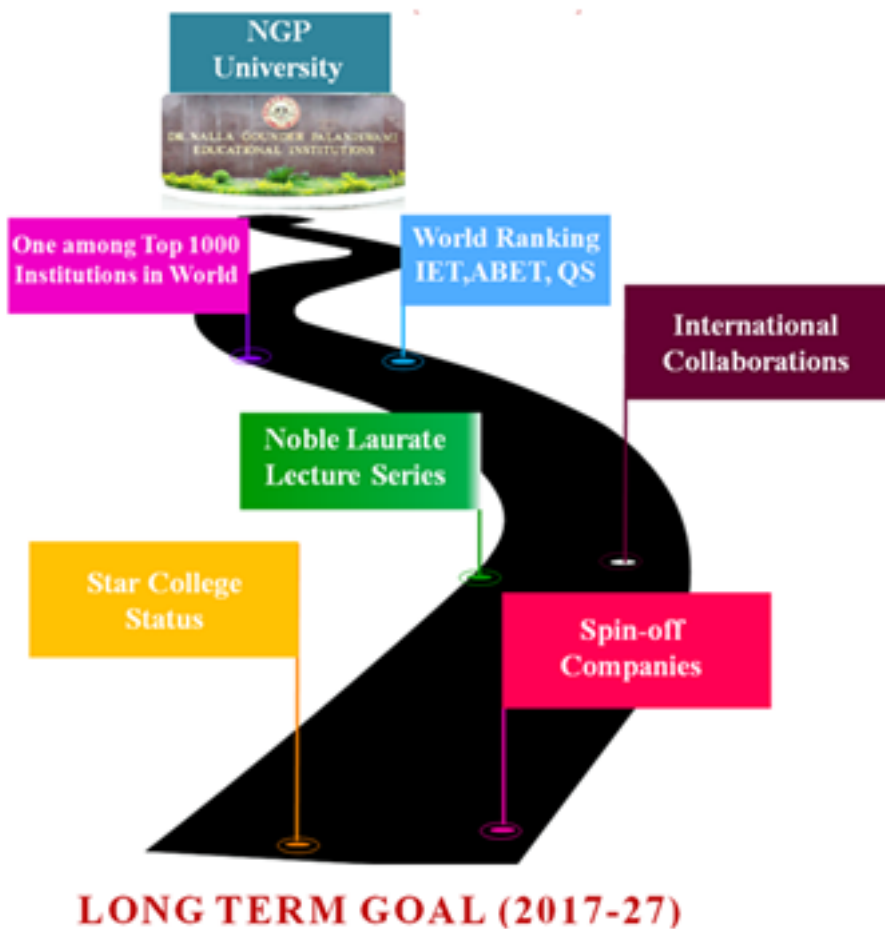 NGP
University
DR. NALLA GOUNDER PALANISWAMI
EDUCATIONAL INSTITUTIONS
One among Top 1000
Institutions in World
World Ranking
IET,ABET, QS
International
Collaborations
Noble Laurate
Lecture Series
Star College
Status
Spin-off
Companies
LONG TERM GOAL (2017-27)